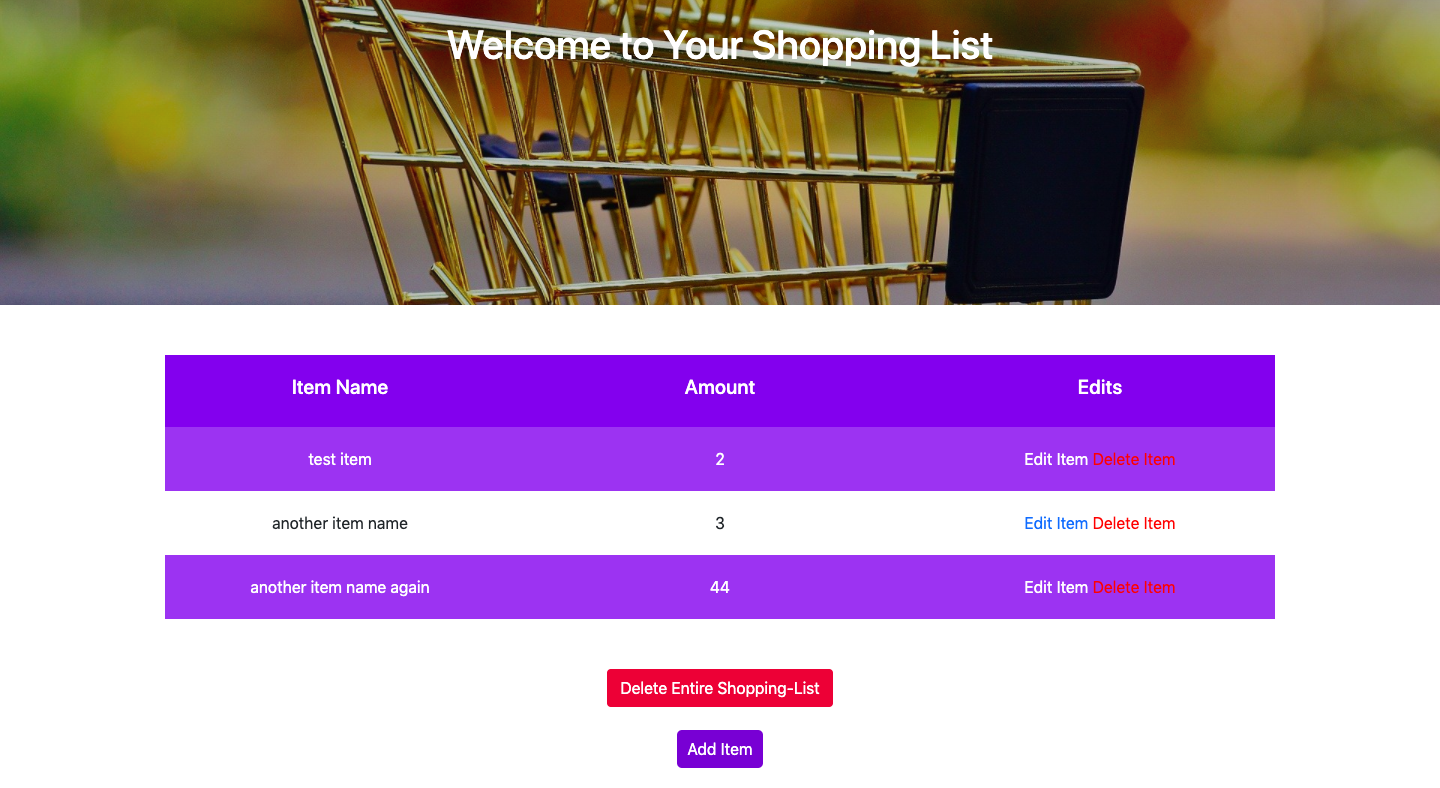 Welcome to Your Shopping List
Item Name Amount Edits
test item 2 Edit Item Delete Item
another item name 3 Edit Item Delete Item
another item name again 44 Edit Item Delete Item
Delete Entire Shopping-List
Add Item